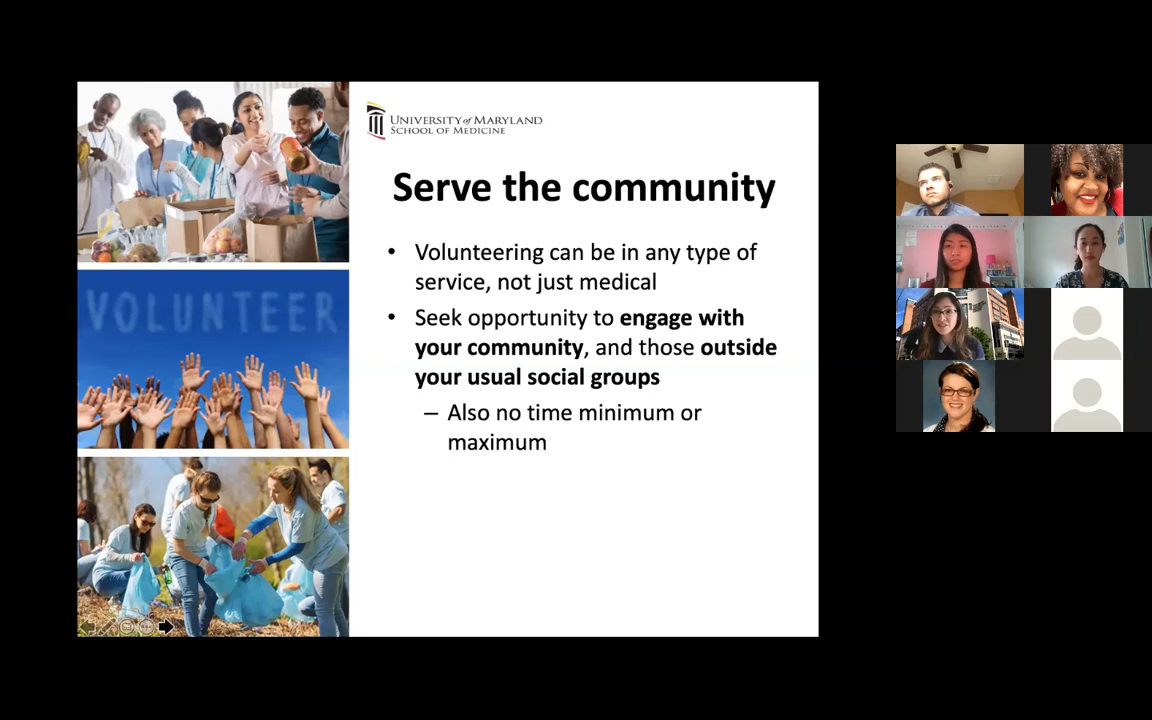 UNIVERSITY of MARYLAND
SCHOOL OF MEDICINE
Serve the community
• Volunteering can be in any type of
service, not just medical
• Seek opportunity to engage with
your community, and those outside
your usual social groups
– Also no time minimum or
maximum
VOLUNTEER